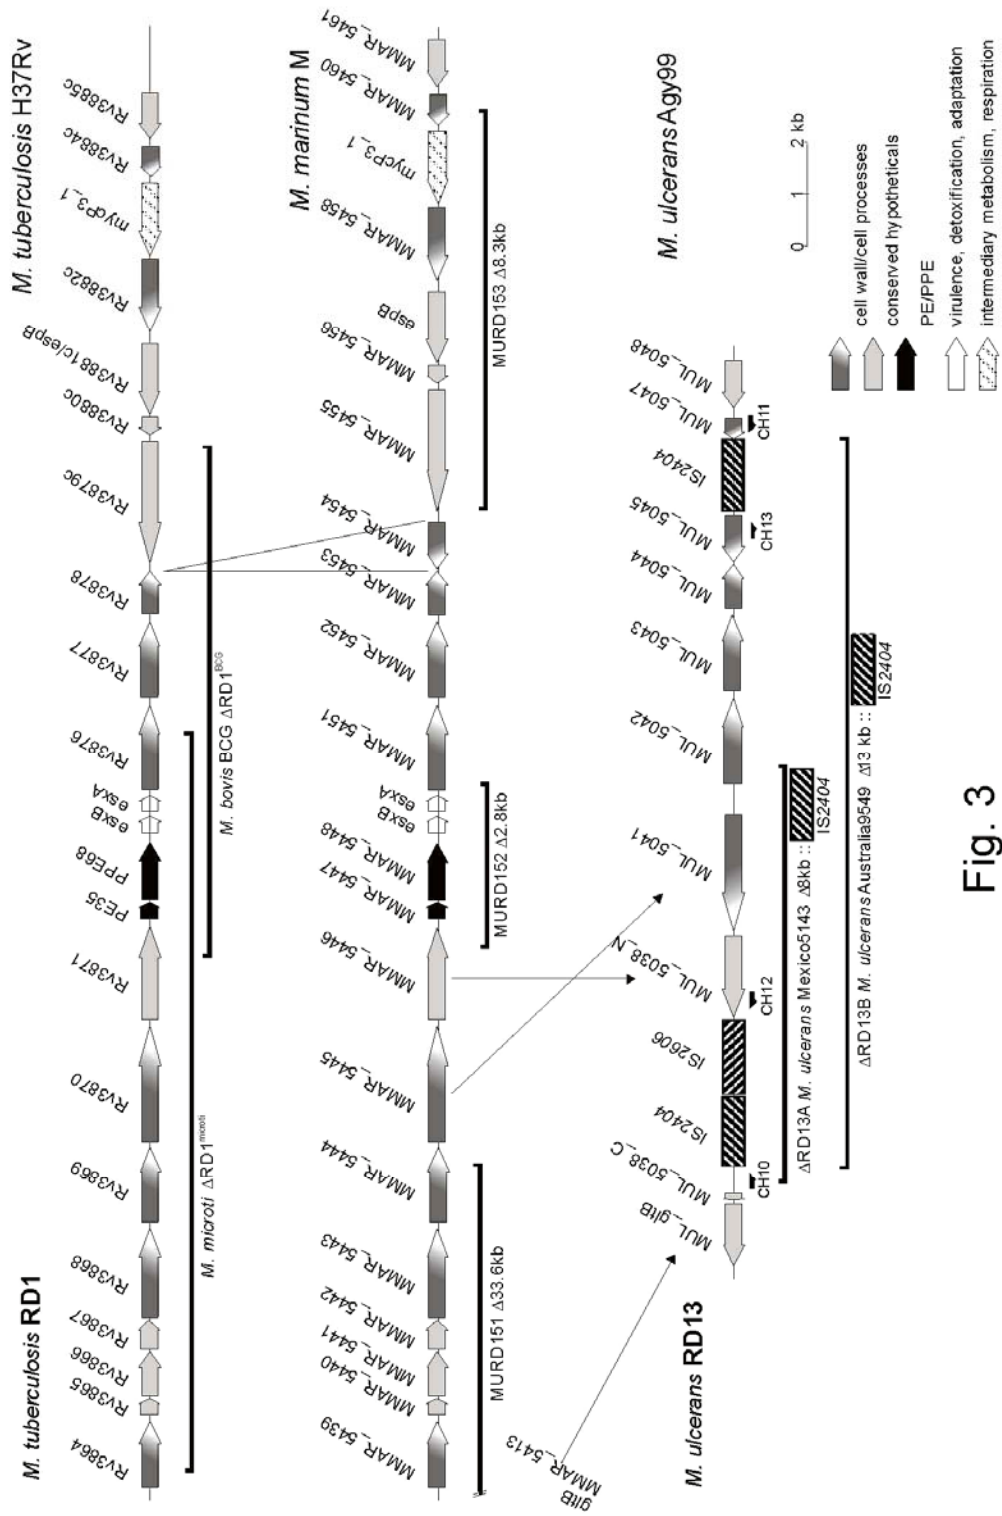 M. tuberculosis RD1
M. tuberculosis H37Rv
Rv3864
Rv3865
Rv3866
Rv3867
Rv3868
Rv3869
Rv3870
Rv3871
PE35
PPE68
esxB
esxA
Rv3876
Rv3877
Rv3878
Rv3879c
Rv3880c
Rv3881c/espB
Rv3882c
mycP3_1
Rv3884c
Rv3885c
M. microti ΔRD1microti
M. bovis BCG ΔRD1BCG
M. marinum M
MMAR_5439
MMAR_5440
MMAR_5441
MMAR_5442
MMAR_5443
MMAR_5444
MMAR_5445
MMAR_5446
MMAR_5447
MMAR_5448
esxB
esxA
MMAR_5451
MMAR_5452
MMAR_5453
MMAR_5454
MMAR_5455
MMAR_5456
espB
MMAR_5458
mycP3_1
MMAR_5460
MMAR_5461
MURD151 Δ33.6kb
MURD152 Δ2.8kb
MURD153 Δ8.3kb
gltB
MMAR_5413
M. ulcerans RD13
M. ulcerans Agy99
MUL_gltB
MUL_5038_C
IS2404
IS2606
MUL_5038_N
MUL_5041
MUL_5042
MUL_5043
MUL_5044
MUL_5045
IS2404
MUL_5047
MUL_5048
CH10
CH12
CH13
CH11
ΔRD13A M. ulcerans Mexico5143 Δ8kb ::
IS2404
ΔRD13B M. ulcerans Australia9549 Δ13 kb ::
IS2404
0 1 2 kb
cell wall/cell processes
conserved hypotheticals
PE/PPE
virulence, detoxification, adaptation
intermediary metabolism, respiration
Fig. 3